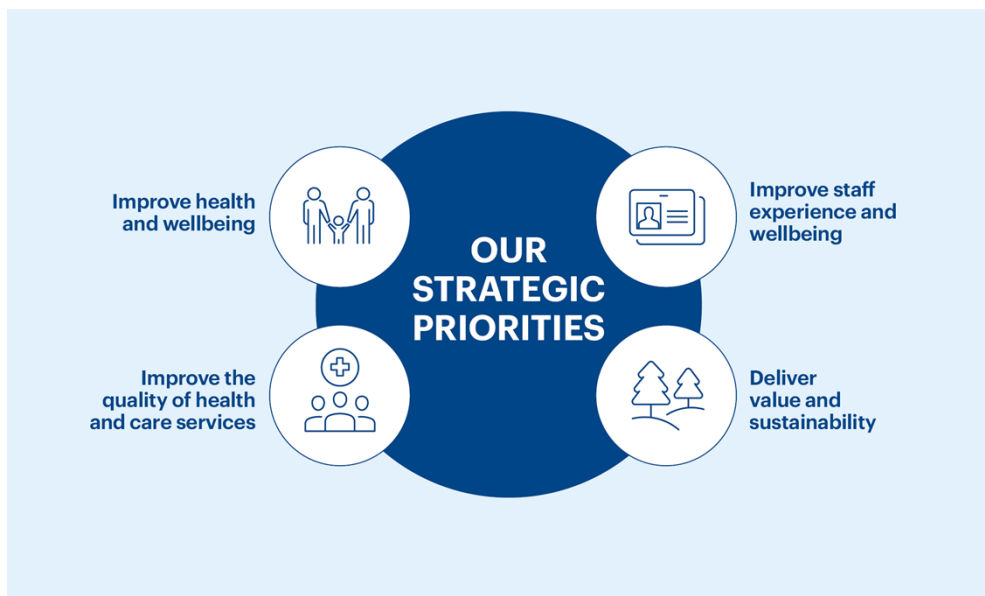 OUR
STRATEGIC
PRIORITIES
Improve health
and wellbeing
Improve staff
experience and
wellbeing
Improve the
quality of health
and care services
Deliver
value and
sustainability